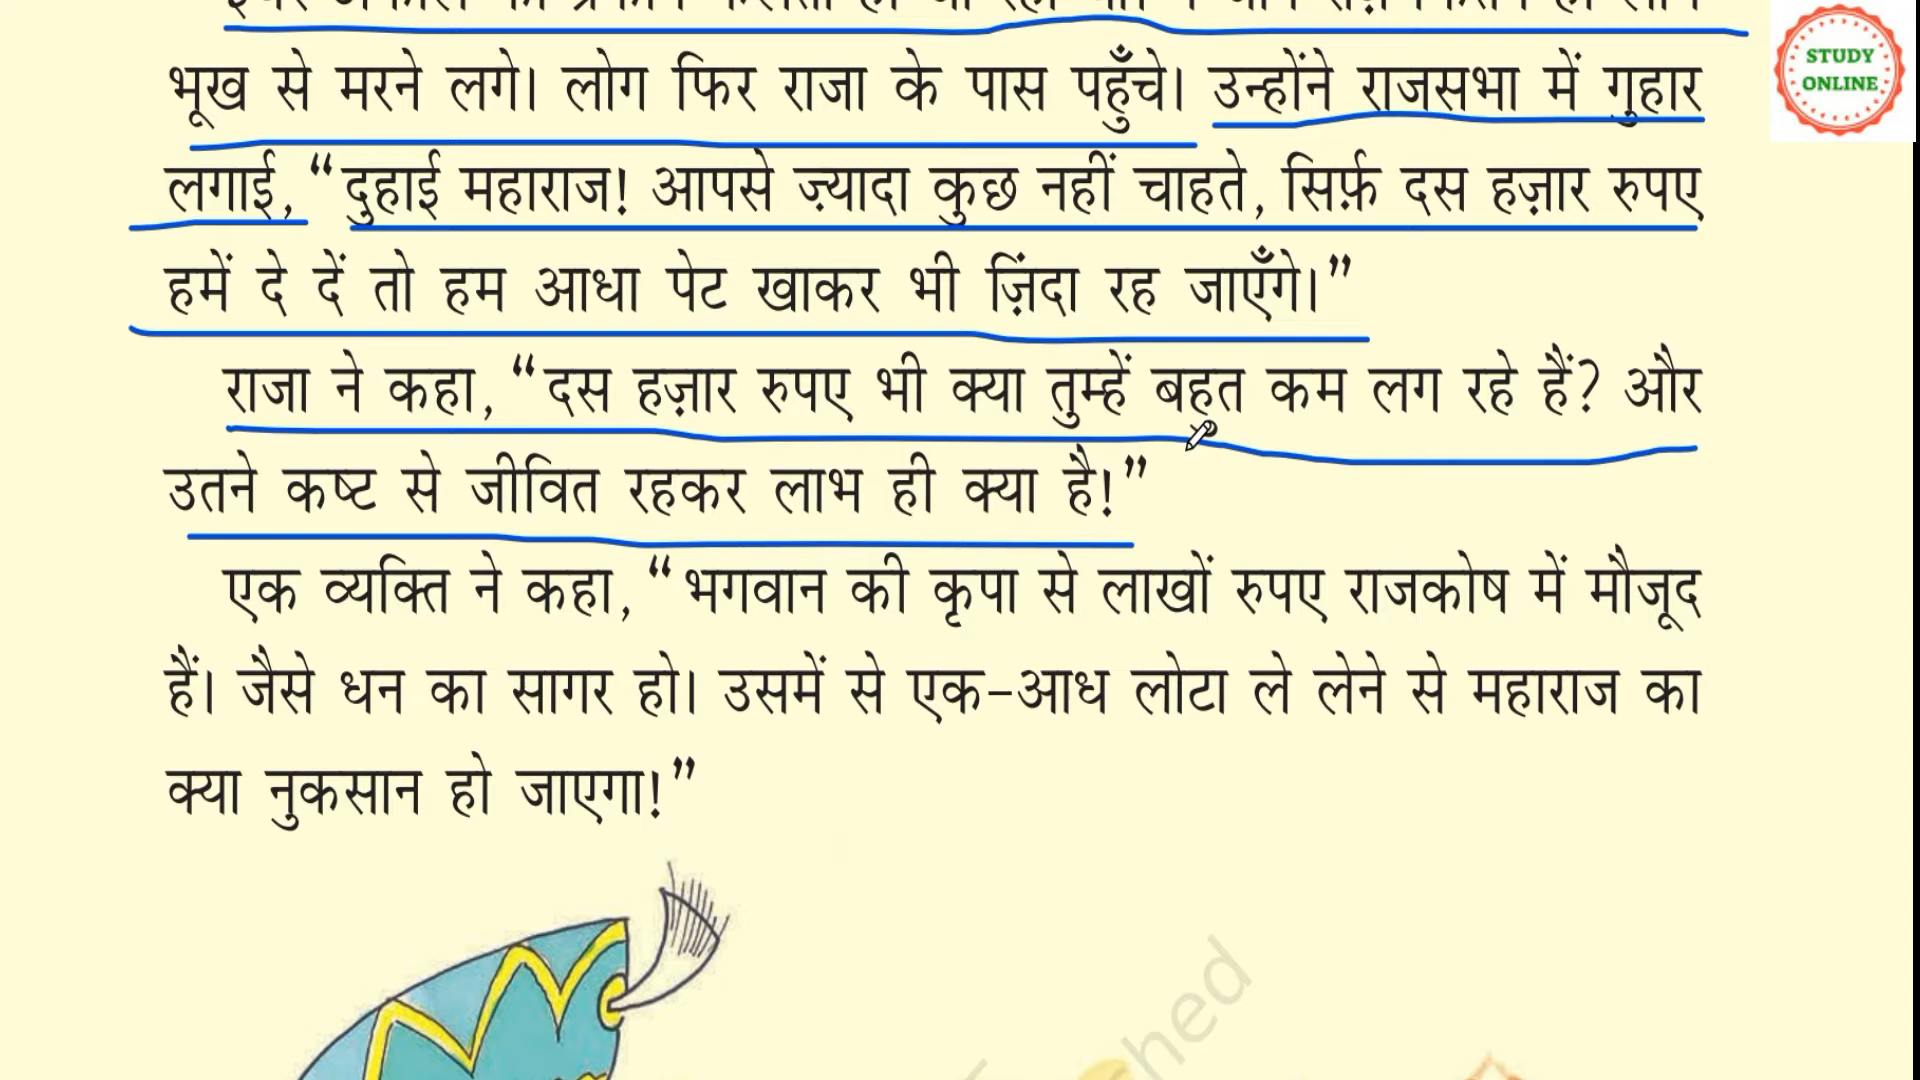 भूख से मरने लगे। लोग फिर राजा के पास पहुँचे। उन्होंने राजसभा में गुहार
लगाई, “दुहाई महाराज! आपसे ज़्यादा कुछ नहीं चाहते, सिर्फ़ दस हज़ार रुपए
हमें दे दें तो हम आधा पेट खाकर भी ज़िंदा रह जाएँगे।”
राजा ने कहा, “दस हज़ार रुपए भी क्या तुम्हें बहुत कम लग रहे हैं? और
उतने कष्ट से जीवित रहकर लाभ ही क्या है!”
एक व्यक्ति ने कहा, “भगवान की कृपा से लाखों रुपए राजकोष में मौजूद
हैं। जैसे धन का सागर हो। उसमें से एक-आध लोटा ले लेने से महाराज का
क्या नुकसान हो जाएगा!”
STUDY
ONLINE